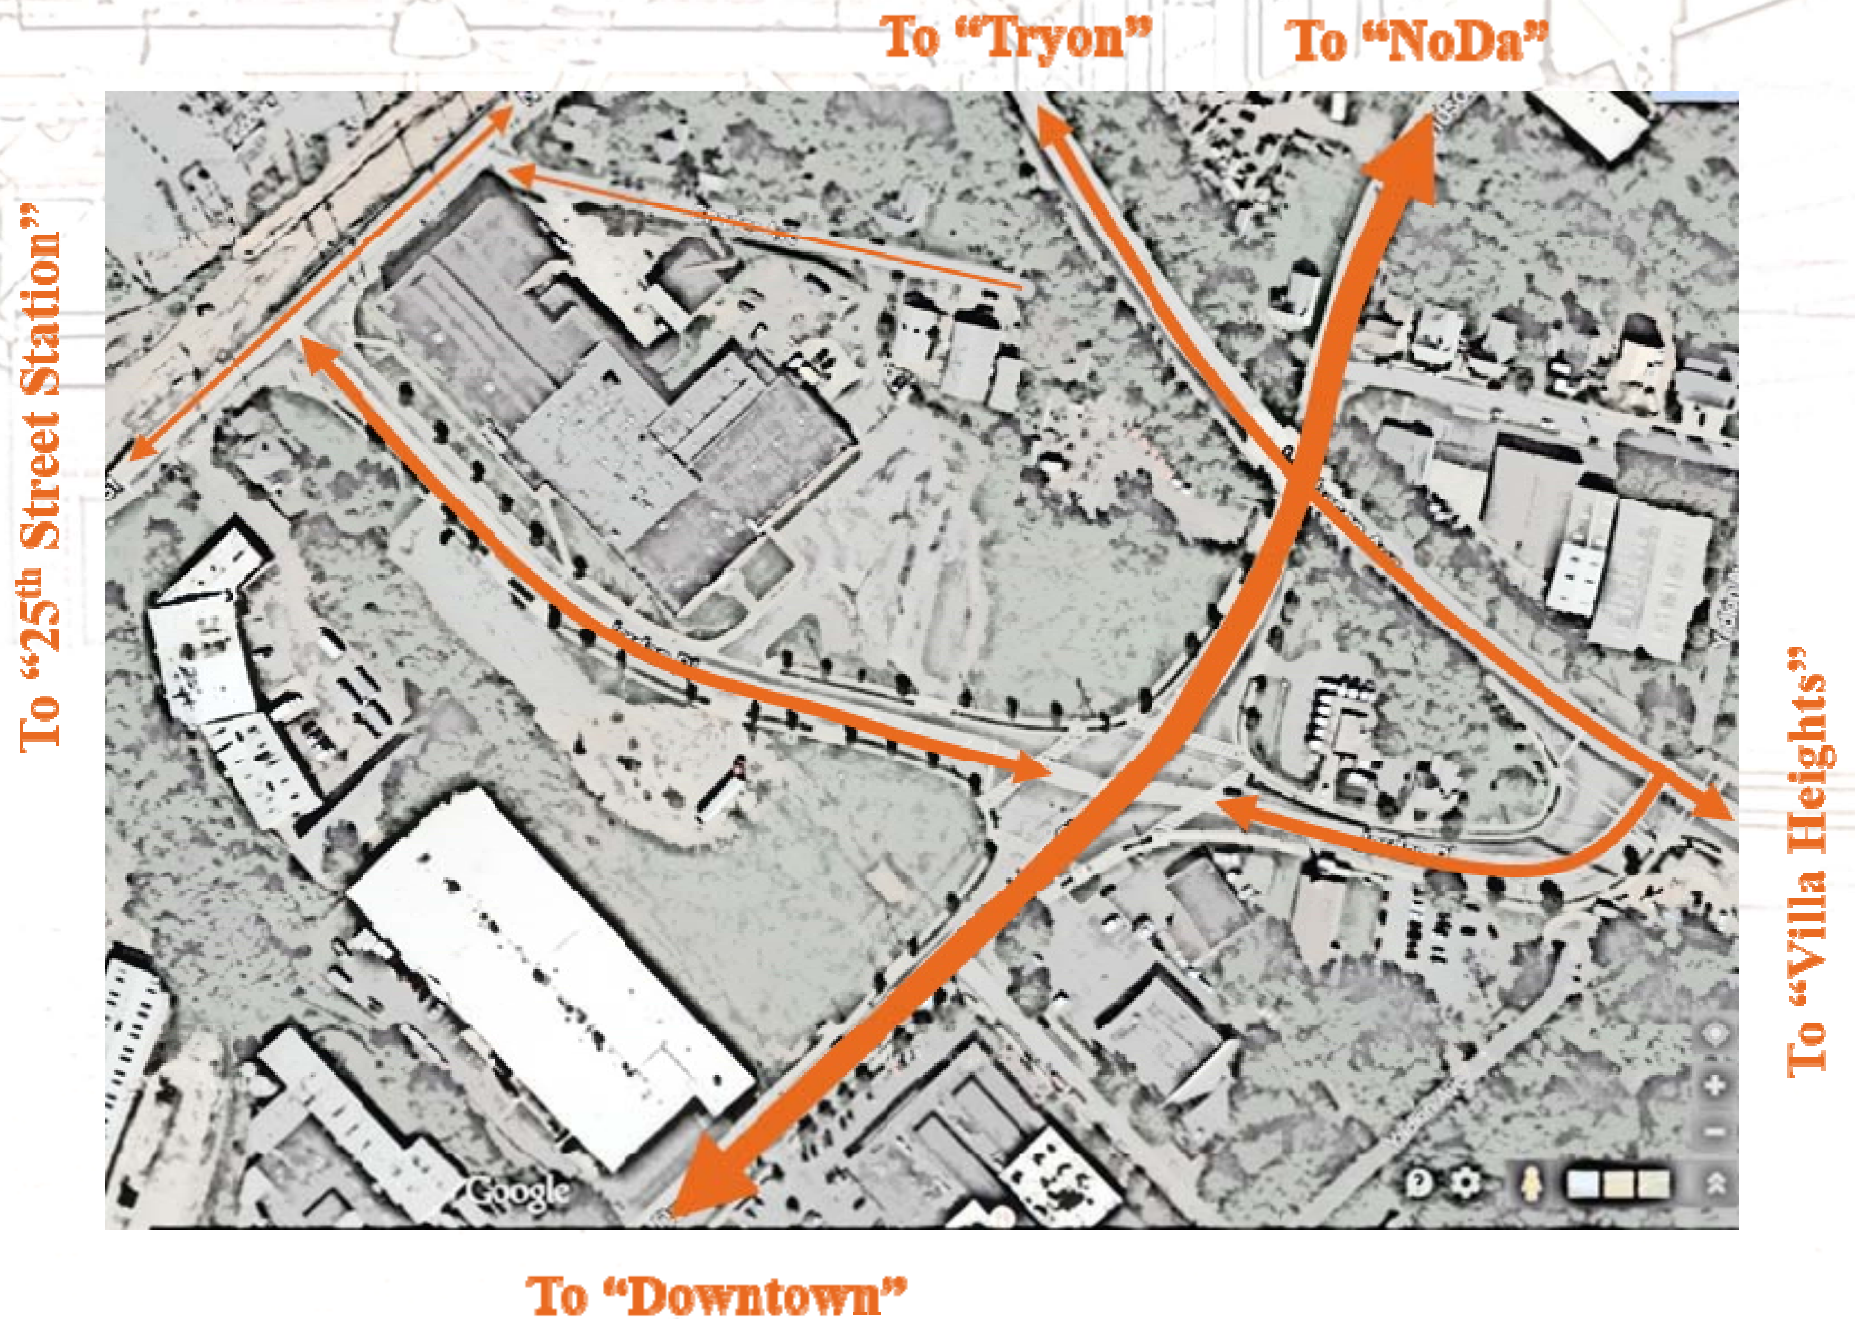 To “Tryon”
To “NoDa”
To “25th Street Station”
To “Villa Heights”
Google
To “Downtown”